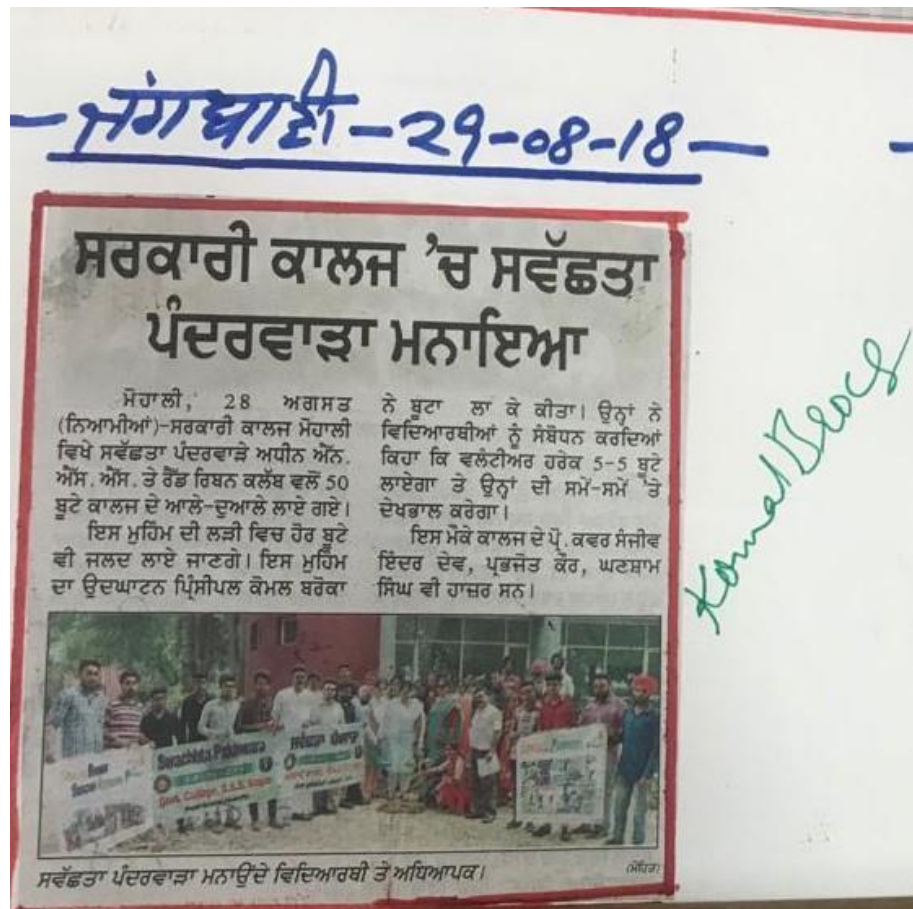 – ਜਗਬਾਣੀ – 29-08-18 –
ਸਰਕਾਰੀ ਕਾਲਜ ’ਚ ਸਵੱਛਤਾ
ਪੰਦਰਵਾੜਾ ਮਨਾਇਆ
ਮੋਹਾਲੀ, 28 ਅਗਸਤ
(ਨਿਆਮੀਆਂ)-ਸਰਕਾਰੀ ਕਾਲਜ ਮੋਹਾਲੀ
ਵਿਖੇ ਸਵੱਛਤਾ ਪੰਦਰਵਾੜੇ ਅਧੀਨ ਐੱਨ.
ਐੱਸ. ਐੱਸ. ਤੇ ਰੈੱਡ ਰਿਬਨ ਕਲੱਬ ਵਲੋਂ 50
ਬੂਟੇ ਕਾਲਜ ਦੇ ਆਲੇ-ਦੁਆਲੇ ਲਾਏ ਗਏ।
ਇਸ ਮੁਹਿੰਮ ਦੀ ਲੜੀ ਵਿਚ ਹੋਰ ਬੂਟੇ
ਵੀ ਜਲਦ ਲਾਏ ਜਾਣਗੇ। ਇਸ ਮੁਹਿੰਮ
ਦਾ ਉਦਘਾਟਨ ਪ੍ਰਿੰਸੀਪਲ ਕੋਮਲ ਬਰੋਕਾ
ਨੇ ਬੂਟਾ ਲਾ ਕੇ ਕੀਤਾ। ਉਨ੍ਹਾਂ ਨੇ
ਵਿਦਿਆਰਥੀਆਂ ਨੂੰ ਸੰਬੋਧਨ ਕਰਦਿਆਂ
ਕਿਹਾ ਕਿ ਵਲੰਟੀਅਰ ਹਰੇਕ 5-5 ਬੂਟੇ
ਲਾਏਗਾ ਤੇ ਉਨ੍ਹਾਂ ਦੀ ਸਮੇਂ-ਸਮੇਂ ’ਤੇ
ਦੇਖਭਾਲ ਕਰੇਗਾ।
ਇਸ ਮੌਕੇ ਕਾਲਜ ਦੇ ਪ੍ਰੋ. ਕਵਰ ਸੰਜੀਵ
ਇੰਦਰ ਦੇਵ, ਪ੍ਰਭਜੋਤ ਕੌਰ, ਘਣਸ਼ਾਮ
ਸਿੰਘ ਵੀ ਹਾਜ਼ਰ ਸਨ।
Komal Broca
Swachhta Pakhwara
Govt. College, S.A.S. Nagar
ਸਵੱਛਤਾ ਪੰਦਰਵਾੜਾ ਮਨਾਉਂਦੇ ਵਿਦਿਆਰਥੀ ਤੇ ਅਧਿਆਪਕ।
(ਮੋਹਿਤ)